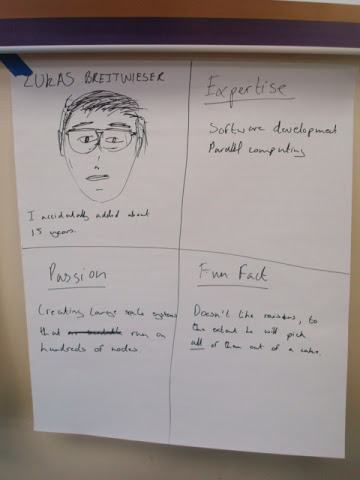 LUKAS BREITWIESER
I accidentally added about
15 years.
Expertise
Software development
Parallel computing
Passion
Creating large scale systems
that run on
hundreds of nodes.
Fun Fact
Doesn't like raisins, to
the extent he will pick
all of them out of a cake.